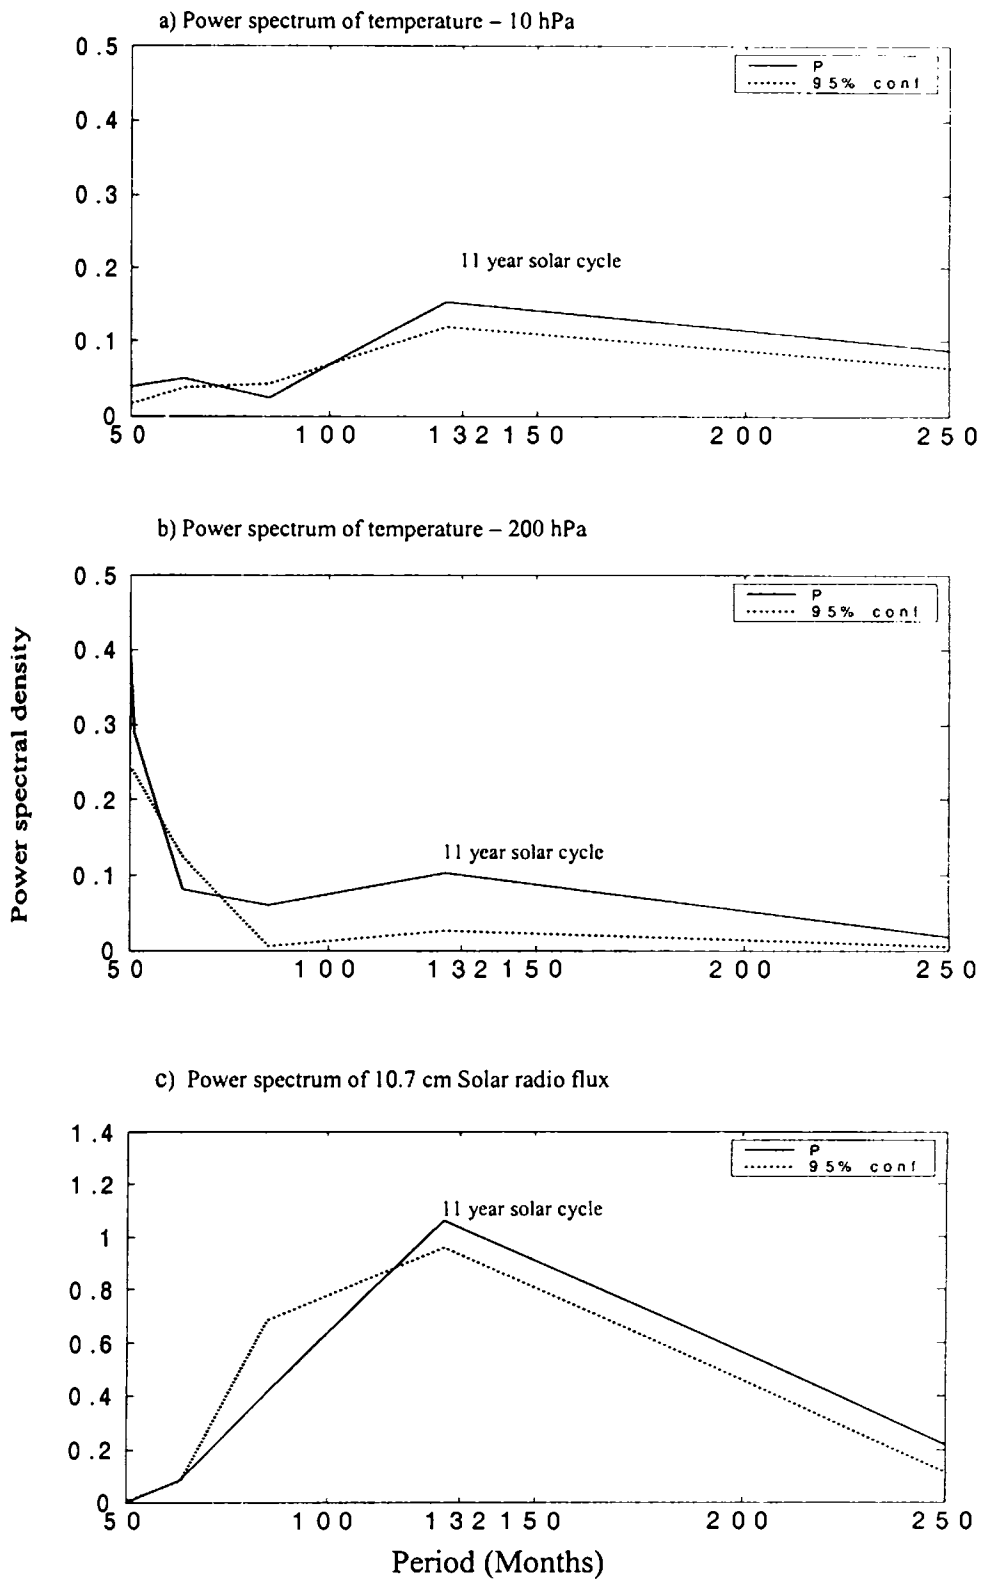 a) Power spectrum of temperature – 10 hPa
0.5
P
95% conf
0.4
0.3
0.2
11 year solar cycle
0.1
0
50 100 132 150 200 250
b) Power spectrum of temperature – 200 hPa
0.5
P
95% conf
0.4
0.3
0.2
11 year solar cycle
0.1
0
50 100 132 150 200 250
Power spectral density
c) Power spectrum of 10.7 cm Solar radio flux
1.4
P
95% conf
1.2
11 year solar cycle
1
0.8
0.6
0.4
0.2
0
50 100 132 150 200 250
Period (Months)